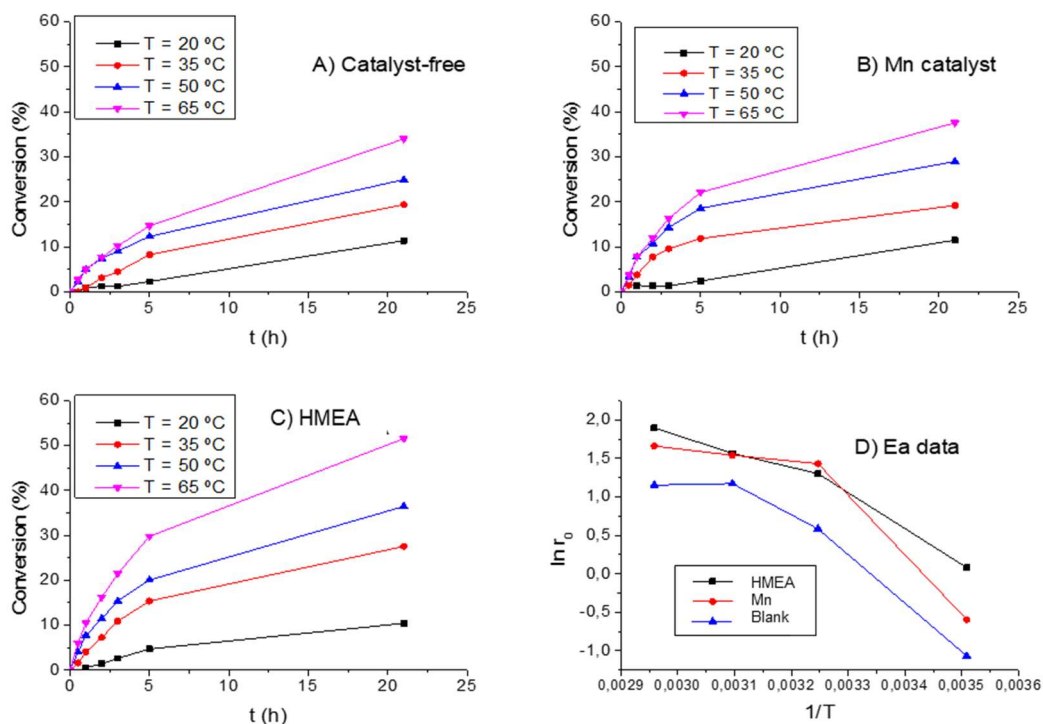 A) Catalyst-free
T = 20 ºC
T = 35 ºC
T = 50 ºC
T = 65 ºC
Conversion (%)
60
50
40
30
20
10
0
0 5 10 15 20 25
t (h)
B) Mn catalyst
T = 20 ºC
T = 35 ºC
T = 50 ºC
T = 65 ºC
Conversion (%)
60
50
40
30
20
10
0
0 5 10 15 20 25
t (h)
C) HMEA
T = 20 ºC
T = 35 ºC
T = 50 ºC
T = 65 ºC
Conversion (%)
60
50
40
30
20
10
0
0 5 10 15 20 25
t (h)
D) Ea data
HMEA
Mn
Blank
ln r0
2,0
1,5
1,0
0,5
0,0
-0,5
-1,0
0,0029 0,0030 0,0031 0,0032 0,0033 0,0034 0,0035 0,0036
1/T